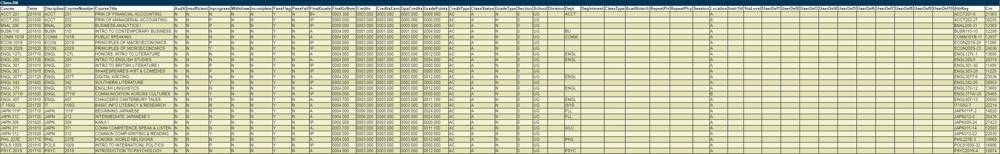 Class-Dtl
Course Term Discipline CourseNumber CourseTitle Audit Insufficient Inprogress Withdraw Incomplete PassFlag PassFail FinalGrade FinalGrNum Credits CreditsEarn GpaCredits GradePoints CreditType ClassStatus GradeType Section School Division Dept DegInterest ClassType AcadVotech RepeatPtr RepeatPlcy Session Location Instr1Id StuLevel UserDef1 UserDef2 UserDef3 UserDef4 UserDef5 UserDef6 UserDef7 UserDef8 UserDef9 UserDef10 AttrKey Crn
ACCT 201 201810 ACCT 201 PRIN OF FINANCIAL ACCOUNTING N N N N N Y N B+ 0003.300 0003.000 0003.000 0003.000 0009.900 AC A N 0 UG ACCT A ACCT201-9 21563
ACCT 202 201830 ACCT 202 PRIN OF MANAGERIAL ACCOUNTING N N P N N Y N IP 0000.000 0003.000 0003.000 0000.000 0000.000 AC A N 0 UG A ACCT202-27 30255
BNAL 206 201910 BNAL 206 BUSINESS ANALYTICS I N N P N N Y N IP 0000.000 0003.000 0003.000 0000.000 0000.000 AC A N 0 UG A BNAL206-31 12363
BUSN 110 201810 BUSN 110 INTRO TO CONTEMPORARY BUSINESS N N N N N Y N A 0004.000 0001.000 0001.000 0001.000 0004.000 AC A N 0 UG BU A BUSN110-10 12299
COMM 101R 201810 COMM 101R PUBLIC SPEAKING N N N N N Y N A 0004.000 0003.000 0003.000 0003.000 0012.000 AC A N 0 UG COMM A COMM101R-11 12937
ECON 201S 201910 ECON 201S PRINCIPLES OF MACROECONOMICS N N P N N Y N IP 0000.000 0003.000 0003.000 0000.000 0000.000 AC A N 0 UG A ECON201S-29 11286
ECON 202S 201820 ECON 202S PRINCIPLES OF MICROECONOMICS N N Y N N Y N IP 0000.000 0003.000 0003.000 0000.000 0000.000 AC A N 0 UG A ECON202S-23 24036
ENGL 127L 201710 ENGL 127L HONORS: INTRO TO LITERATURE N N N N N Y N A 0004.000 0003.000 0003.000 0003.000 0012.000 AC A N 0 UG ENGL A ENGL127L-1 13685
ENGL 200 201720 ENGL 200 INTRO TO ENGLISH STUDIES N N N N N Y N A 0004.000 0001.000 0001.000 0001.000 0004.000 AC A N 0 UG ENGL A ENGL200-5 20319
ENGL 301 201910 ENGL 301 INTRO TO BRITISH LITERATURE I N N P N N Y N IP 0000.000 0003.000 0003.000 0000.000 0000.000 AC A N 0 UG A ENGL301-30 11499
ENGL 303 201910 ENGL 303 SHAKESPEARE'S HIST & COMEDIES N N P N N Y N IP 0000.000 0003.000 0003.000 0000.000 0000.000 AC A N 0 UG A ENGL303-28 11229
ENGL 307T 201720 ENGL 307T DIGITAL WRITING N N N N N Y N A 0004.000 0003.000 0003.000 0003.000 0012.000 AC A N 0 UG ENGL A ENGL307T-6 23536
ENGL 342 201820 ENGL 342 SOUTHERN LITERATURE N N Y N N Y N IP 0000.000 0003.000 0003.000 0000.000 0000.000 AC A N 0 UG A ENGL342-26 30853
ENGL 370 201810 ENGL 370 ENGLISH LINGUISTICS N N N N N Y N A 0004.000 0003.000 0003.000 0003.000 0012.000 AC A N 0 UG ENGL A ENGL370-12 13689
ENGL 371W 201820 ENGL 371W COMMUNICATION ACROSS CULTURES N N Y N N Y N IP 0000.000 0003.000 0003.000 0000.000 0000.000 AC A N 0 UG B ENGL371W-25 29466
ENGL 407 201810 ENGL 407 CHAUCER'S CANTERBURY TALES N N N N N Y N A- 0003.700 0003.000 0003.000 0003.000 0011.100 AC A N 0 UG ENGL A ENGL407-13 20594
IT 150G 201720 IT 150G BASIC INFO LITERACY & RESEARCH N N N N N Y N A 0004.000 0003.000 0003.000 0003.000 0012.000 AC A N 0 UG ISYS A IT150G-7 22214
JAPN 111F 201710 JAPN 111F BEGINNING JAPANESE N N N N N Y N A 0004.000 0006.000 0006.000 0006.000 0024.000 AC A N 0 UG FLL A JAPN111F-2 14020
JAPN 212 201720 JAPN 212 INTERMEDIATE JAPANESE II N N N N N Y N A 0004.000 0006.000 0006.000 0006.000 0024.000 AC A N 0 UG FLL A JAPN212-8 20436
JAPN 309 201820 JAPN 309 KANJI I N N Y N N Y N IP 0000.000 0003.000 0003.000 0000.000 0000.000 AC A N 0 UG A JAPN309-24 27423
JAPN 311 201810 JAPN 311 COMM COMPETENCE-SPEAK & LISTEN N N N N N Y N A- 0003.700 0003.000 0003.000 0003.000 0011.100 AC A N 0 UG WLC A JAPN311-14 12583
JAPN 312 201820 JAPN 312 COMMUN COMP-WRITING & READING N N Y N N Y N IP 0000.000 0003.000 0003.000 0000.000 0000.000 AC A N 0 UG A JAPN312-22 22030
PHIL 227E 201710 PHIL 227E HONORS: WORLD RELIGIONS N N N N N Y N A 0004.000 0003.000 0003.000 0003.000 0012.000 AC A N 0 UG PHIL A PHIL227E-3 18860
POLS 100S 201910 POLS 100S INTRO TO INTERNATIONL POLITICS N N P N N Y N IP 0000.000 0003.000 0003.000 0000.000 0000.000 AC A N 0 UG A POLS100S-32 16886
PSYC 201S 201710 PSYC 201S INTRODUCTION TO PSYCHOLOGY N N N N N Y N A 0004.000 0003.000 0003.000 0003.000 0012.000 AC A N 0 UG PSYC A PSYC201S-4 10074